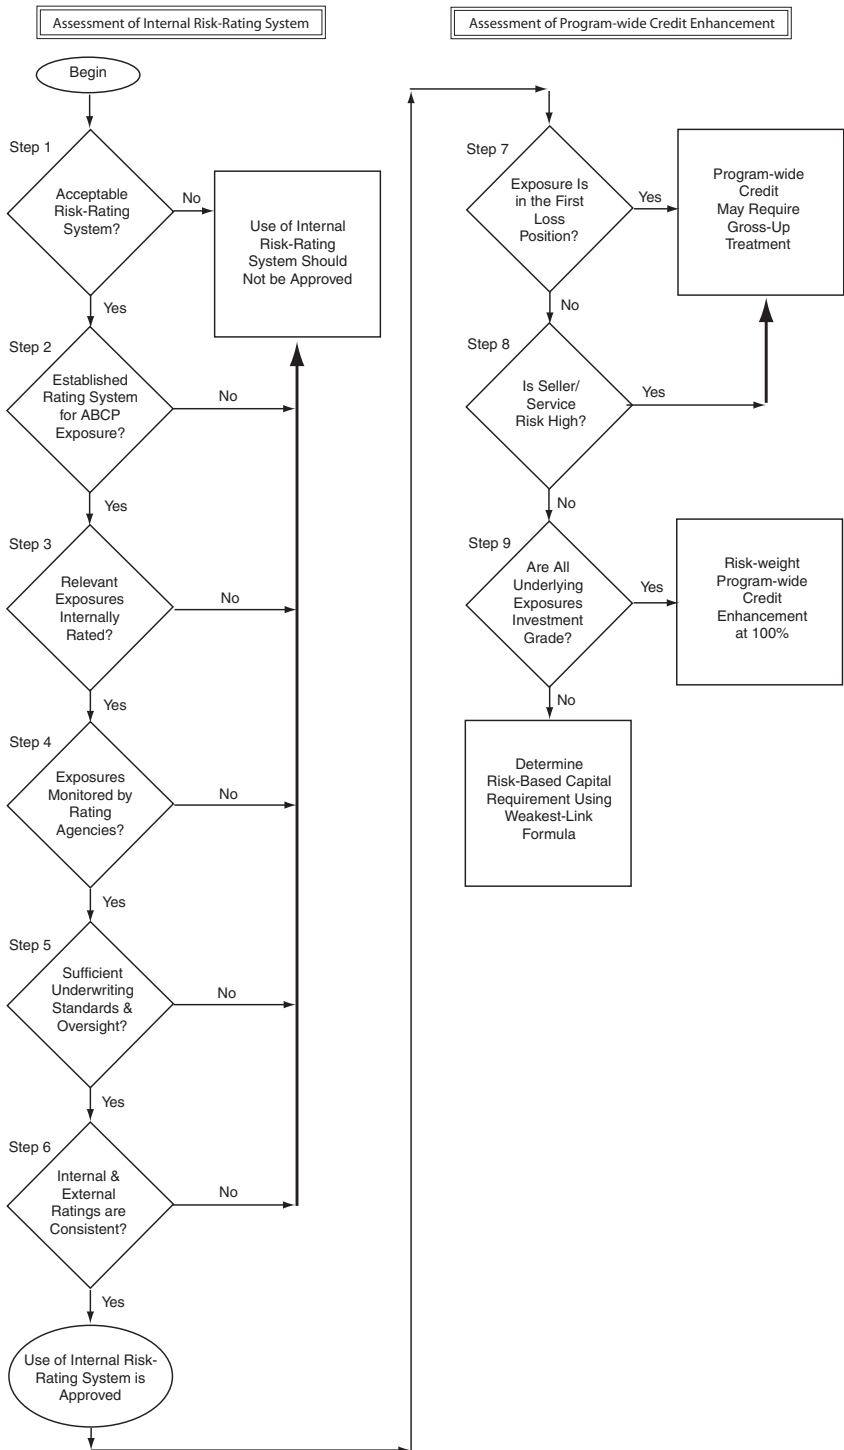 Assessment of Internal Risk-Rating System
Begin
Step 1
Acceptable
Risk-Rating
System?
No
Use of Internal
Risk-Rating
System Should
Not be Approved
Yes
Step 2
Established
Rating System
for ABCP
Exposure?
No
Yes
Step 3
Relevant
Exposures
Internally
Rated?
No
Yes
Step 4
Exposures
Monitored by
Rating
Agencies?
No
Yes
Step 5
Sufficient
Underwriting
Standards &
Oversight?
No
Yes
Step 6
Internal &
External
Ratings are
Consistent?
No
Yes
Use of Internal Risk-
Rating System is
Approved
Assessment of Program-wide Credit Enhancement
Step 7
Exposure Is
in the First
Loss
Position?
Yes
Program-wide
Credit
May Require
Gross-Up
Treatment
No
Step 8
Is Seller/
Service
Risk High?
Yes
No
Step 9
Are All
Underlying
Exposures
Investment
Grade?
Yes
Risk-weight
Program-wide
Credit
Enhancement
at 100%
No
Determine
Risk-Based Capital
Requirement Using
Weakest-Link
Formula